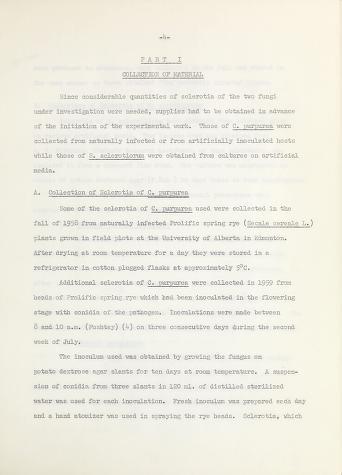 -4-
PART I
COLLECTION OF MATERIAL
Since considerable quantities of sclerotia of the two fungi
under investigation were needed, supplies had to be obtained in advance
of the initiation of the experimental work. Those of C. purpurea were
collected from naturally infected or from artificially inoculated hosts
while those of S. sclerotiorum were obtained from cultures on artificial
media.
A. Collection of Sclerotia of C. purpurea
Some of the sclerotia of C. purpurea used were collected in the
fall of 1958 from naturally infected Prolific spring rye (Secale cereale L.)
plants grown in field plots at the University of Alberta in Edmonton.
After drying at room temperature for a day they were stored in a
refrigerator in cotton plugged flasks at approximately 5°C.
Additional sclerotia of C. purpurea were collected in 1959 from
heads of Prolific spring rye which had been inoculated in the flowering
stage with conidia of the pathogen. Inoculations were made between
8 and 10 a.m. (Pashtay) (4) on three consecutive days during the second
week of July.
The inoculum used was obtained by growing the fungus on
potato dextrose agar slants for ten days at room temperature. A suspen-
sion of conidia from three slants in 120 ml. of distilled sterilized
water was used for each inoculation. Fresh inoculum was prepared each day
and a hand atomizer was used in spraying the rye heads. Sclerotia, which